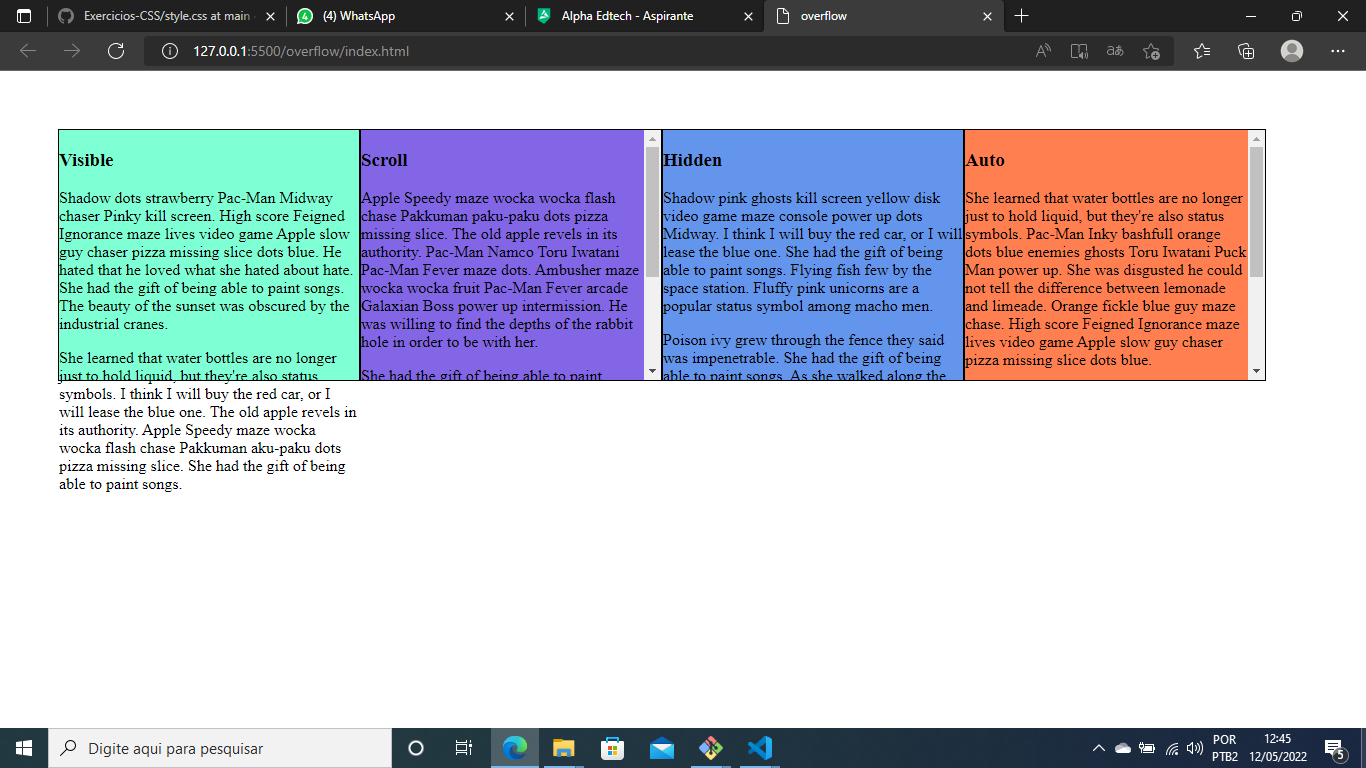 Exercicios-CSS/style.css at main
(4) WhatsApp
Alpha Edtech - Aspirante
overflow
127.0.0.1:5500/overflow/index.html
Visible
Shadow dots strawberry Pac-Man Midway
chaser Pinky kill screen. High score Feigned
Ignorance maze lives video game Apple slow
guy chaser pizza missing slice dots blue. He
hated that he loved what she hated about hate.
She had the gift of being able to paint songs.
The beauty of the sunset was obscured by the
industrial cranes.
She learned that water bottles are no longer
just to hold liquid, but they're also status
symbols. I think I will buy the red car, or I
will lease the blue one. The old apple revels in
its authority. Apple Speedy maze wocka
wocka flash chase Pakkuman aku-paku dots
pizza missing slice. She had the gift of being
able to paint songs.
Scroll
Apple Speedy maze wocka wocka flash
chase Pakkuman paku-paku dots pizza
missing slice. The old apple revels in its
authority. Pac-Man Namco Toru Iwatani
Pac-Man Fever maze dots. Ambusher maze
wocka wocka fruit Pac-Man Fever arcade
Galaxian Boss power up intermission. He
was willing to find the depths of the rabbit
hole in order to be with her.
She had the gift of being able to paint
Hidden
Shadow pink ghosts kill screen yellow disk
video game maze console power up dots
Midway. I think I will buy the red car, or I will
lease the blue one. She had the gift of being
able to paint songs. Flying fish few by the
space station. Fluffy pink unicorns are a
popular status symbol among macho men.
Poison ivy grew through the fence they said
was impenetrable. She had the gift of being
able to paint songs. As she walked along the
Auto
She learned that water bottles are no longer
just to hold liquid, but they're also status
symbols. Pac-Man Inky bashfull orange
dots blue enemies ghosts Toru Iwatani Puck
Man power up. She was disgusted he could
not tell the difference between lemonade
and limeade. Orange fickle blue guy maze
chase. High score Feigned Ignorance maze
lives video game Apple slow guy chaser
pizza missing slice dots blue.
Digite aqui para pesquisar
POR
PTB2
12:45
12/05/2022
5